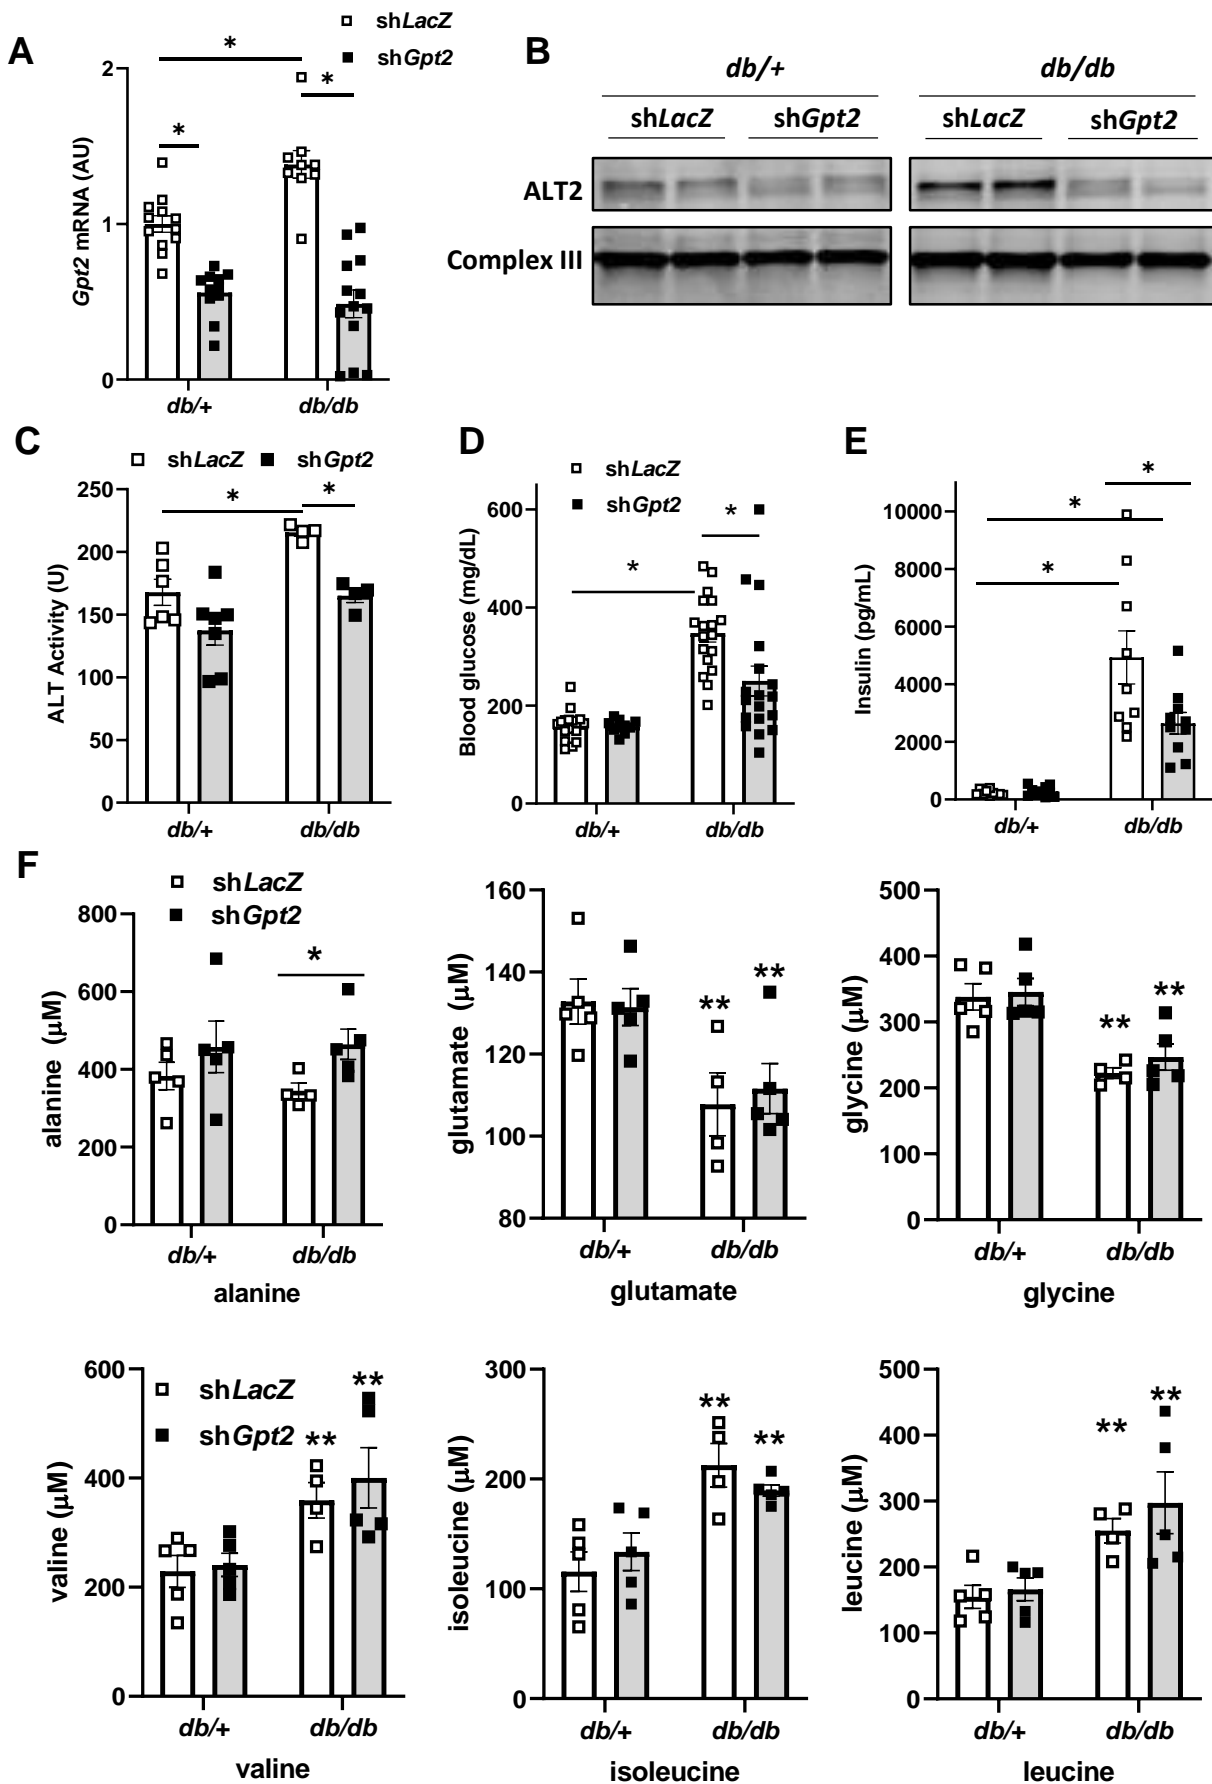 A
shLacZ
shGpt2
*
*
*
Gpt2 mRNA (AU)
2
1
0
db/+
db/db
B
db/+
db/db
shLacZ
shGpt2
shLacZ
shGpt2
ALT2
Complex III
C
shLacZ
shGpt2
*
*
ALT Activity (U)
250
200
150
100
50
0
db/+
db/db
D
shLacZ
shGpt2
*
*
Blood glucose (mg/dL)
600
400
200
0
db/+
db/db
E
*
*
*
Insulin (pg/mL)
10000
8000
6000
4000
2000
0
db/+
db/db
F
shLacZ
shGpt2
*
alanine (μM)
800
600
400
200
0
db/+
db/db
alanine
glutamate (μM)
160
140
120
100
80
**
**
db/+
db/db
glutamate
glycine (μM)
500
400
300
200
100
0
**
**
db/+
db/db
glycine
shLacZ
shGpt2
valine (μM)
600
400
200
0
**
**
db/+
db/db
valine
isoleucine (μM)
300
200
100
0
**
**
db/+
db/db
isoleucine
leucine (μM)
500
400
300
200
100
0
**
**
db/+
db/db
leucine